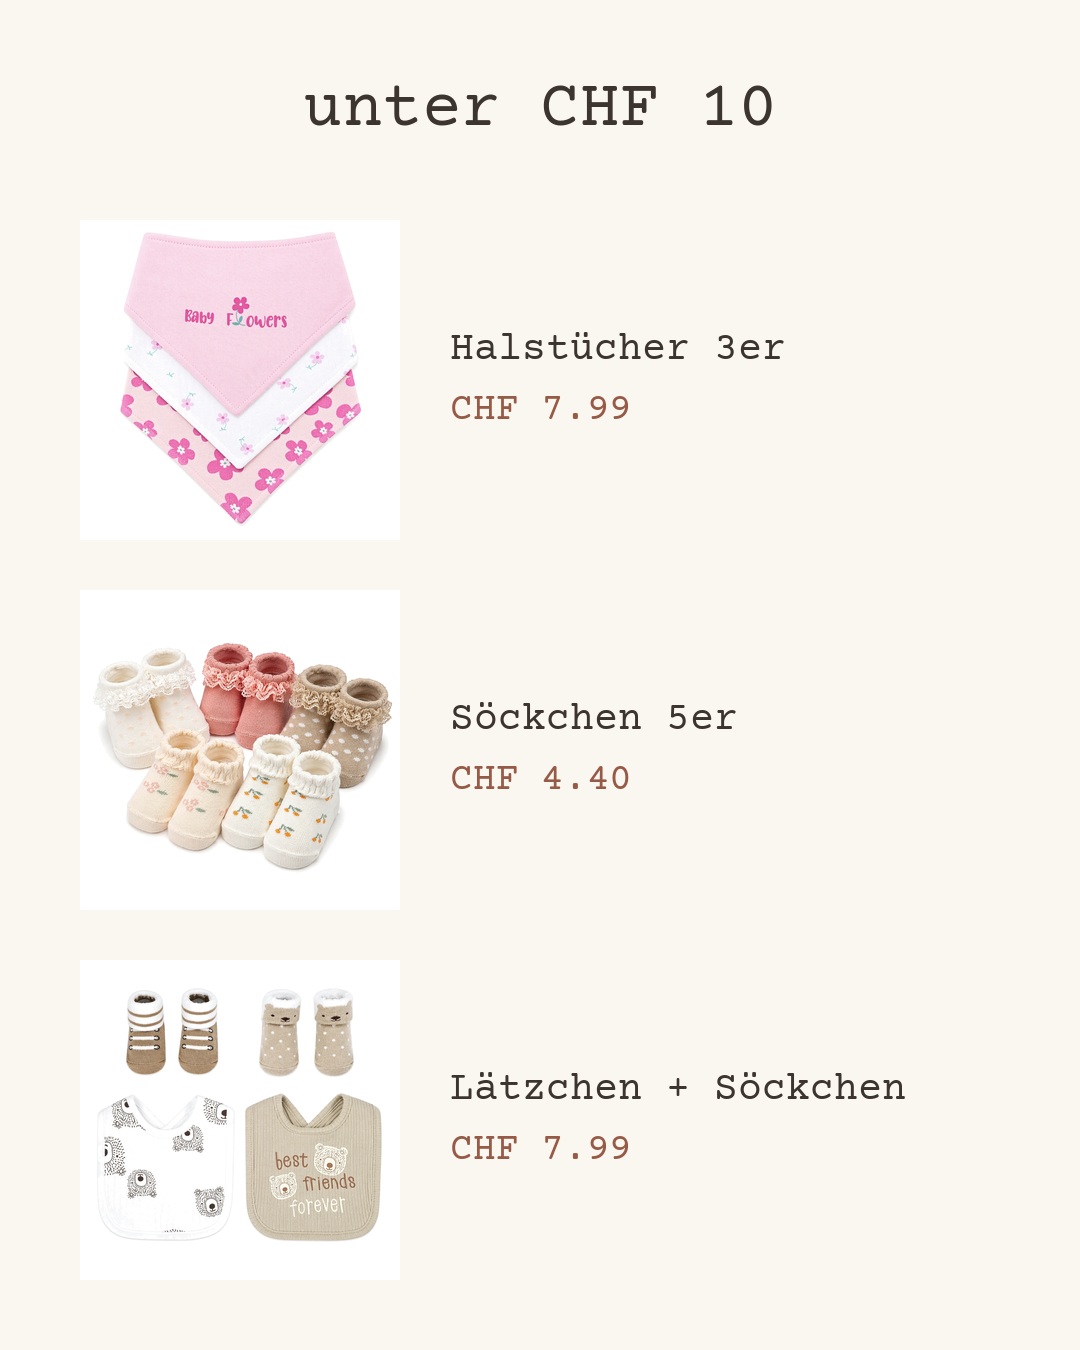 unter CHF 10
Baby Flowers
Halstücher 3er
CHF 7.99
Söckchen 5er
CHF 4.40
best
friends
forever
Lätzchen + Söckchen
CHF 7.99